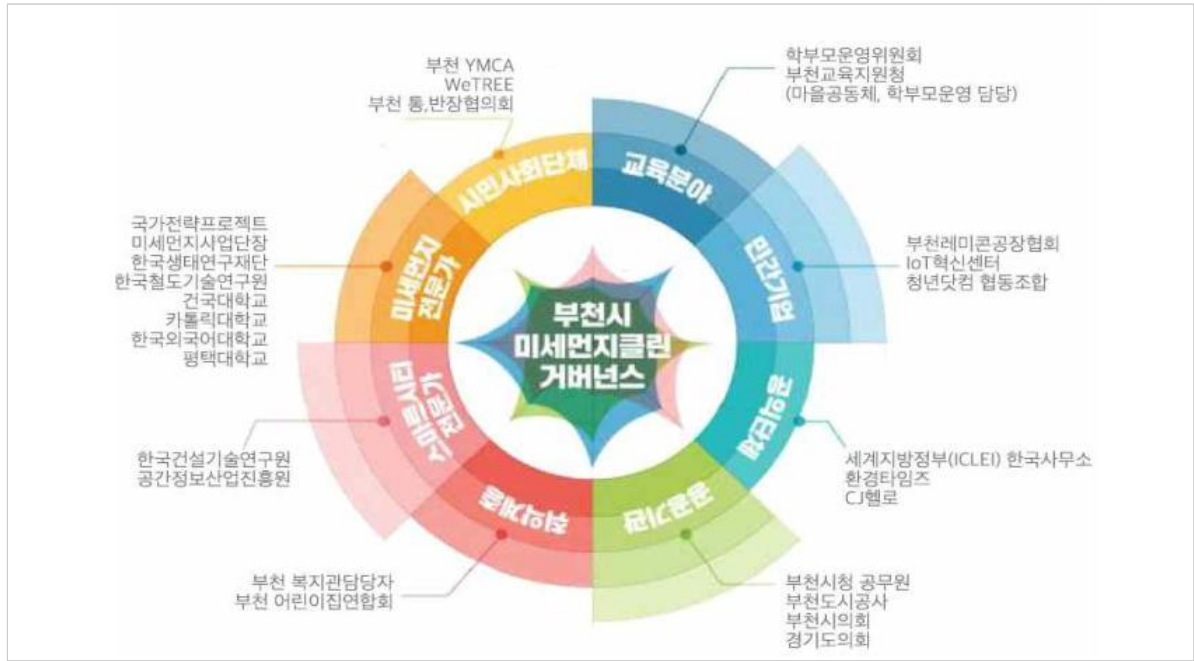 부천 YMCA
WeTREE
부천 통,반장협의회
학부모운영위원회
부천교육지원청
(마을공동체, 학부모운영 담당)
시민사회단체
교육분야
국가전략프로젝트
미세먼지사업단장
한국생태연구재단
한국철도기술연구원
건국대학교
카톨릭대학교
한국외국어대학교
평택대학교
미세먼지
전문가
민간기업
부천레미콘공장협회
IoT혁신센터
청년닷컴 협동조합
부천시
미세먼지클린
거버넌스
스마트시티
전문가
공익단체
한국건설기술연구원
공간정보산업진흥원
세계지방정부(ICLEI) 한국사무소
환경타임즈
CJ헬로
취약계층
공공기관
부천 복지관담당자
부천 어린이집연합회
부천시청 공무원
부천도시공사
부천시의회
경기도의회